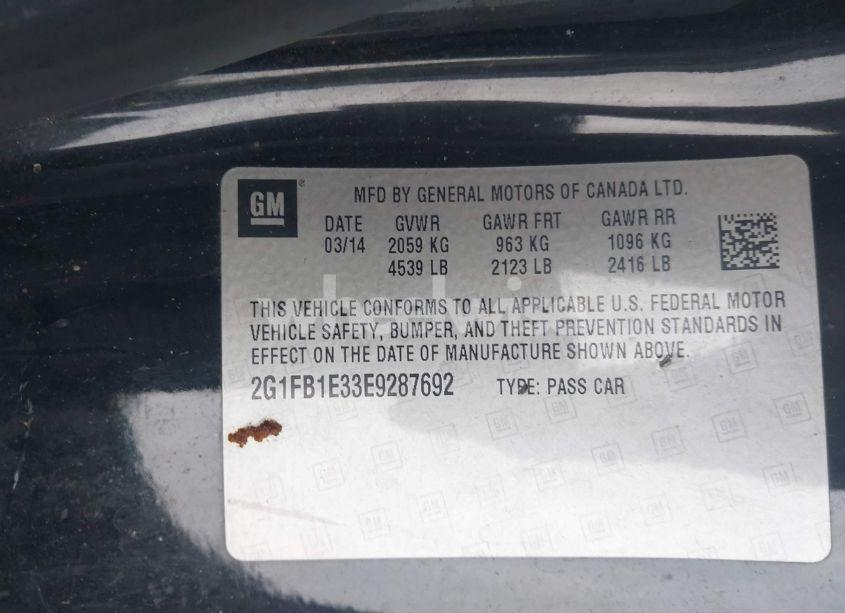 GM
MFD BY GENERAL MOTORS OF CANADA LTD.
DATE GVWR GAWR FRT GAWR RR
03/14 2059 KG 963 KG 1096 KG
4539 LB 2123 LB 2416 LB
THIS VEHICLE CONFORMS TO ALL APPLICABLE U.S. FEDERAL MOTOR
VEHICLE SAFETY, BUMPER, AND THEFT PREVENTION STANDARDS IN
EFFECT ON THE DATE OF MANUFACTURE SHOWN ABOVE.
2G1FB1E33E9287692 TYPE: PASS CAR